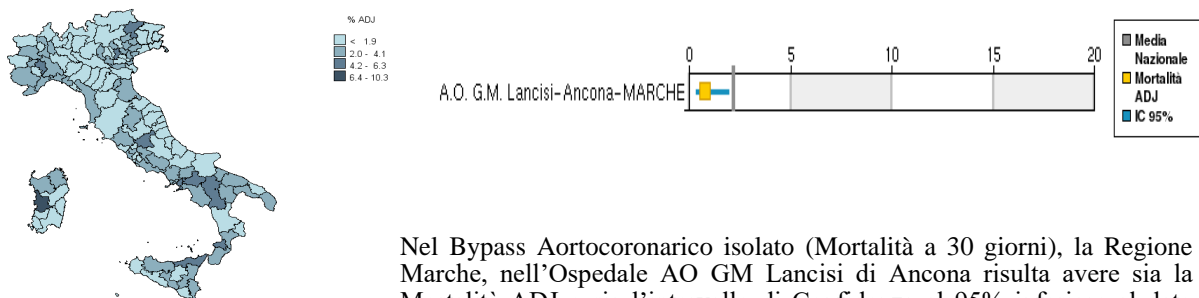 % ADJ
< 1.9
2.0 - 4.1
4.2 - 6.3
6.4 - 10.3
0 5 10 15 20
A.O. G.M. Lancisi-Ancona-MARCHE
Media
Nazionale
Mortalità
ADJ
IC 95%
Nel Bypass Aortocoronarico isolato (Mortalità a 30 giorni), la Regione
Marche, nell'Ospedale AO GM Lancisi di Ancona risulta avere sia la